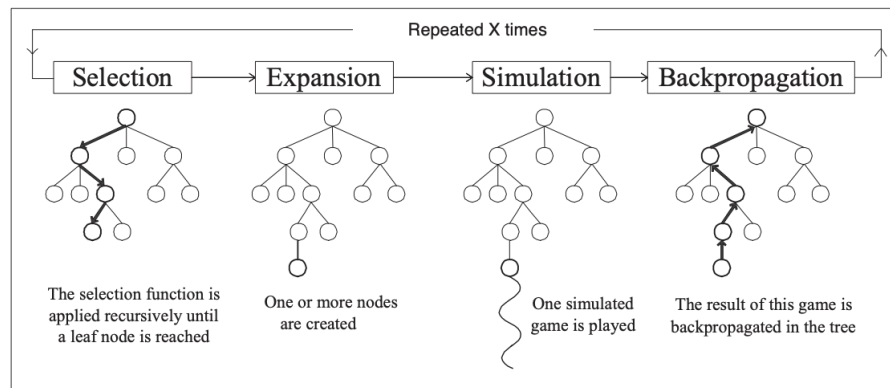 Repeated X times
Selection
Expansion
Simulation
Backpropagation
The selection function is
applied recursively until
a leaf node is reached
One or more nodes
are created
One simulated
game is played
The result of this game is
backpropagated in the tree